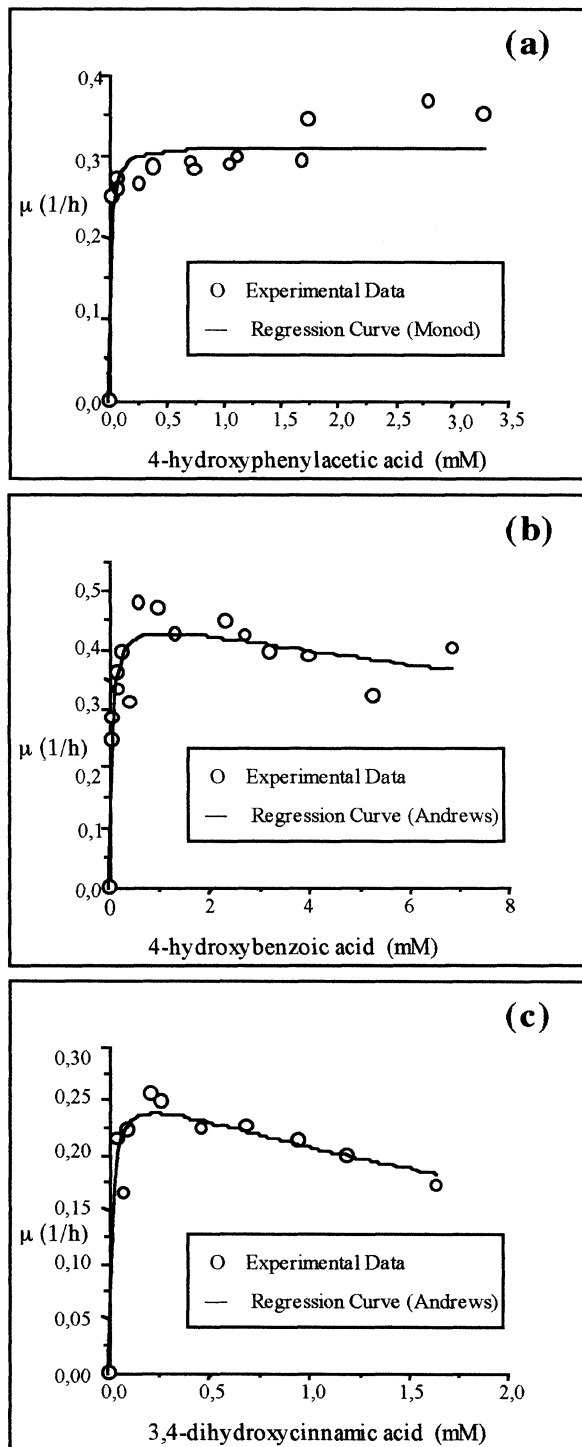 (a)
0,4
0,3
μ (1/h)
0,2
0,1
0,0
O Experimental Data
— Regression Curve (Monod)
0,0 0,5 1,0 1,5 2,0 2,5 3,0 3,5
4-hydroxyphenylacetic acid (mM)
(b)
0,5
0,4
0,3
μ (1/h)
0,2
0,1
0,0
O Experimental Data
— Regression Curve (Andrews)
0 2 4 6 8
4-hydroxybenzoic acid (mM)
(c)
0,30
0,25
0,20
0,15
μ (1/h)
0,10
0,05
0,00
O Experimental Data
— Regression Curve (Andrews)
0,0 0,5 1,0 1,5 2,0
3,4-dihydroxycinnamic acid (mM)